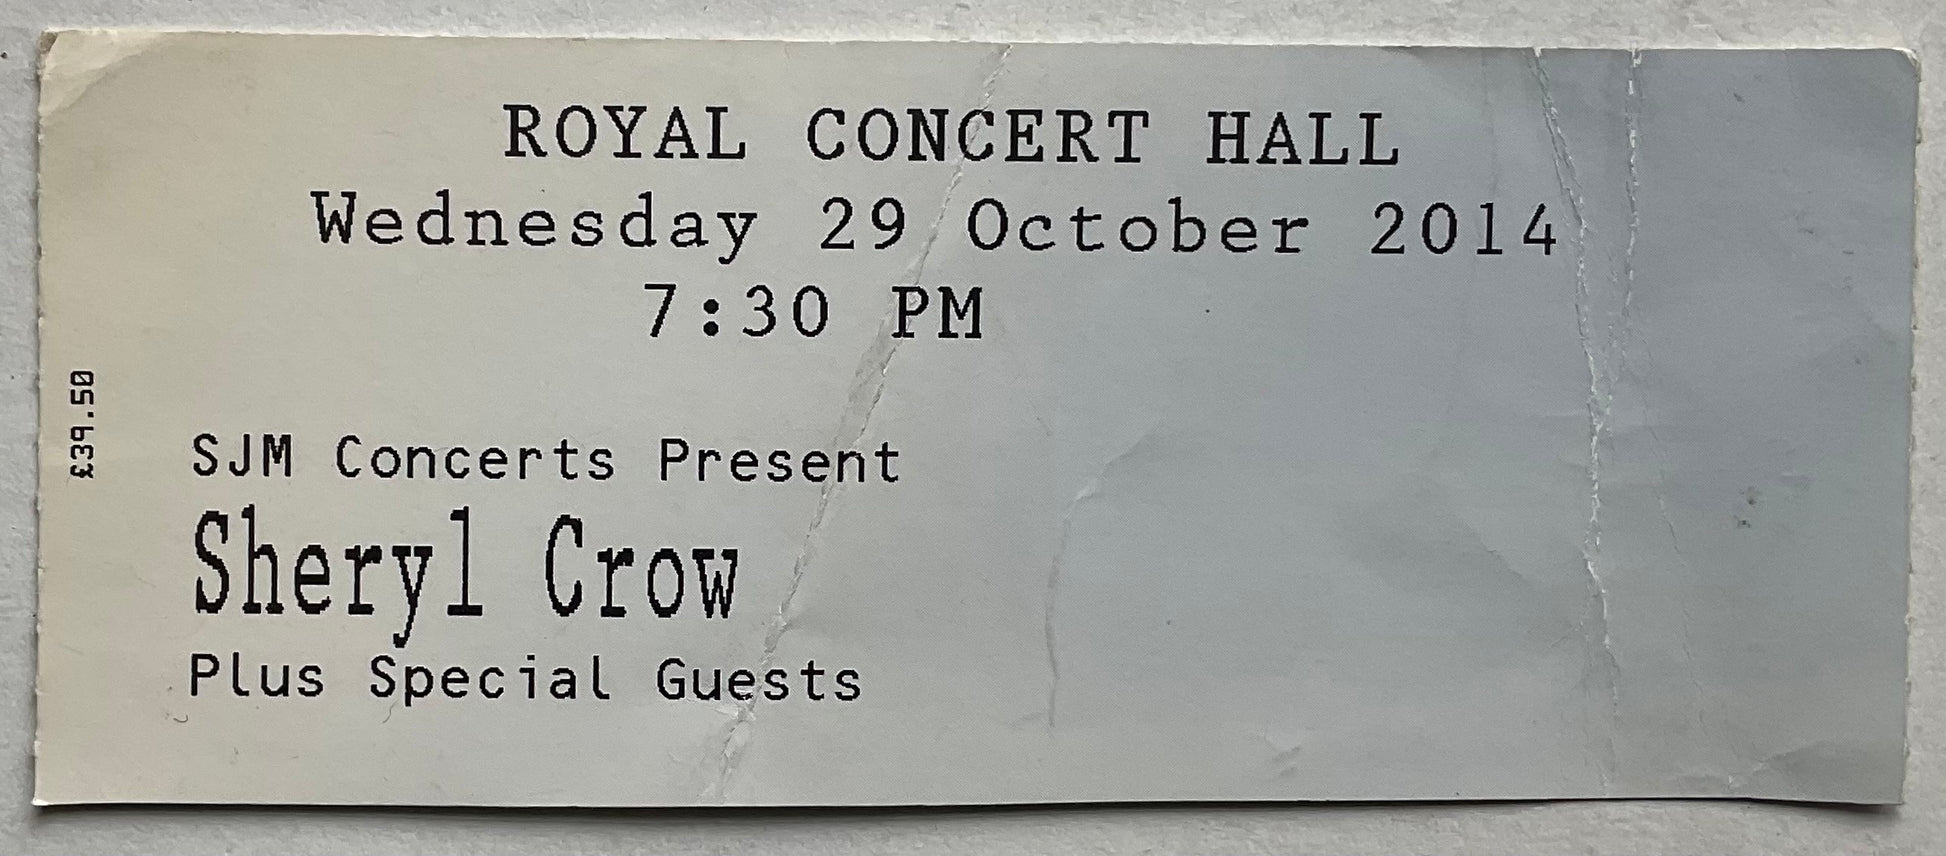 ROYAL CONCERT HALL
Wednesday 29 October 2014
7:30 PM
£39.50
SJM Concerts Present
Sheryl Crow
Plus Special Guests